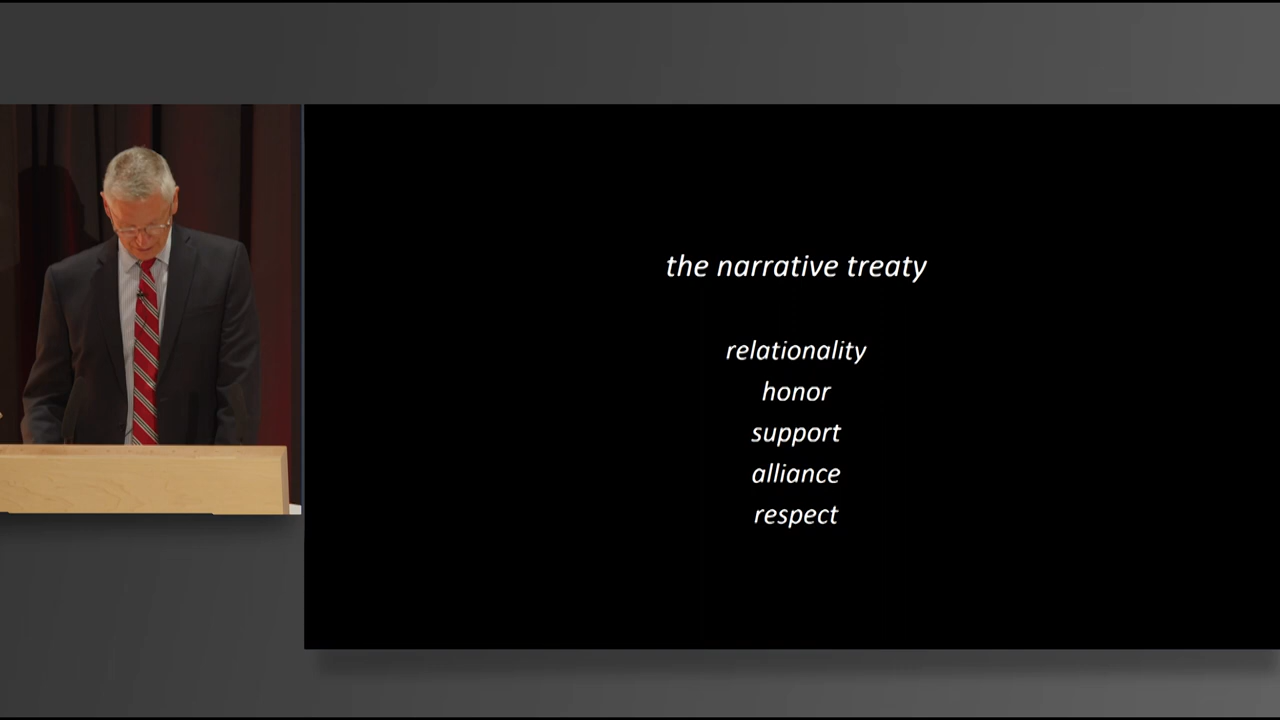 the narrative treaty
relationality
honor
support
alliance
respect